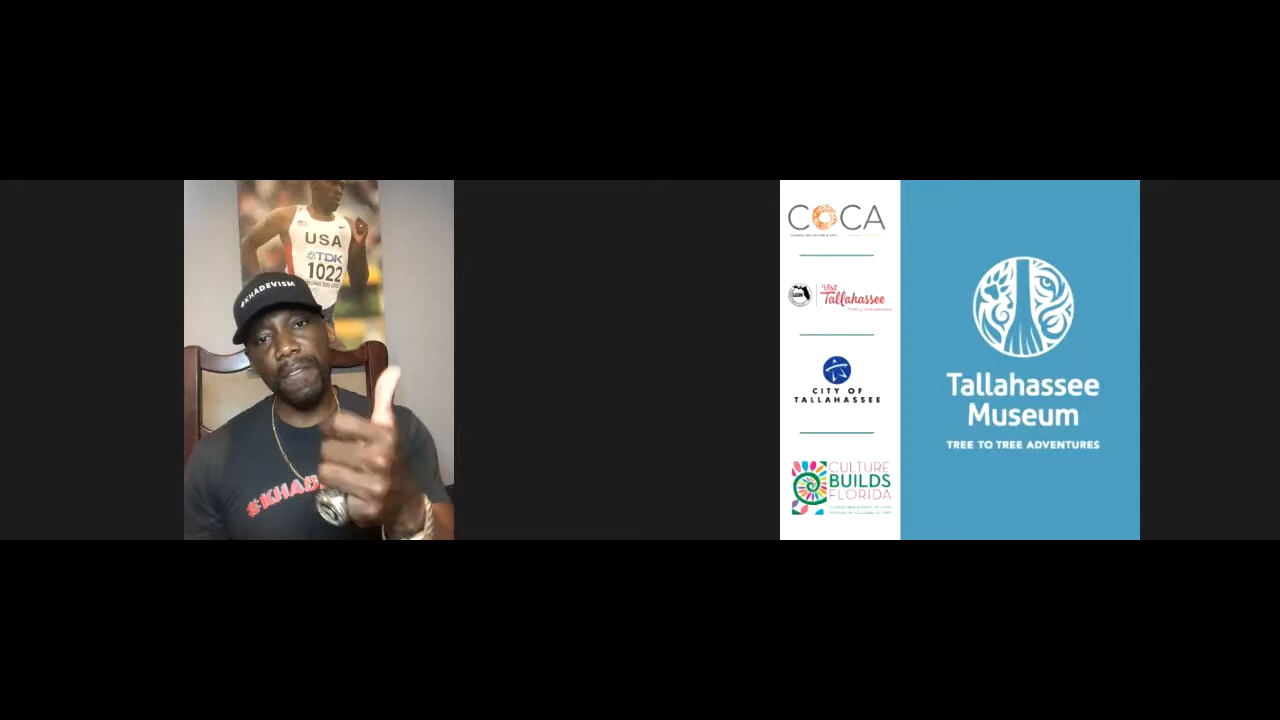 USA
TDK
1022
#KHADEVISM
COCA
LEON
Visit
Tallahassee
CITY OF
TALLAHASSEE
CULTURE
BUILDS
FLORIDA
Tallahassee
Museum
TREE TO TREE ADVENTURES